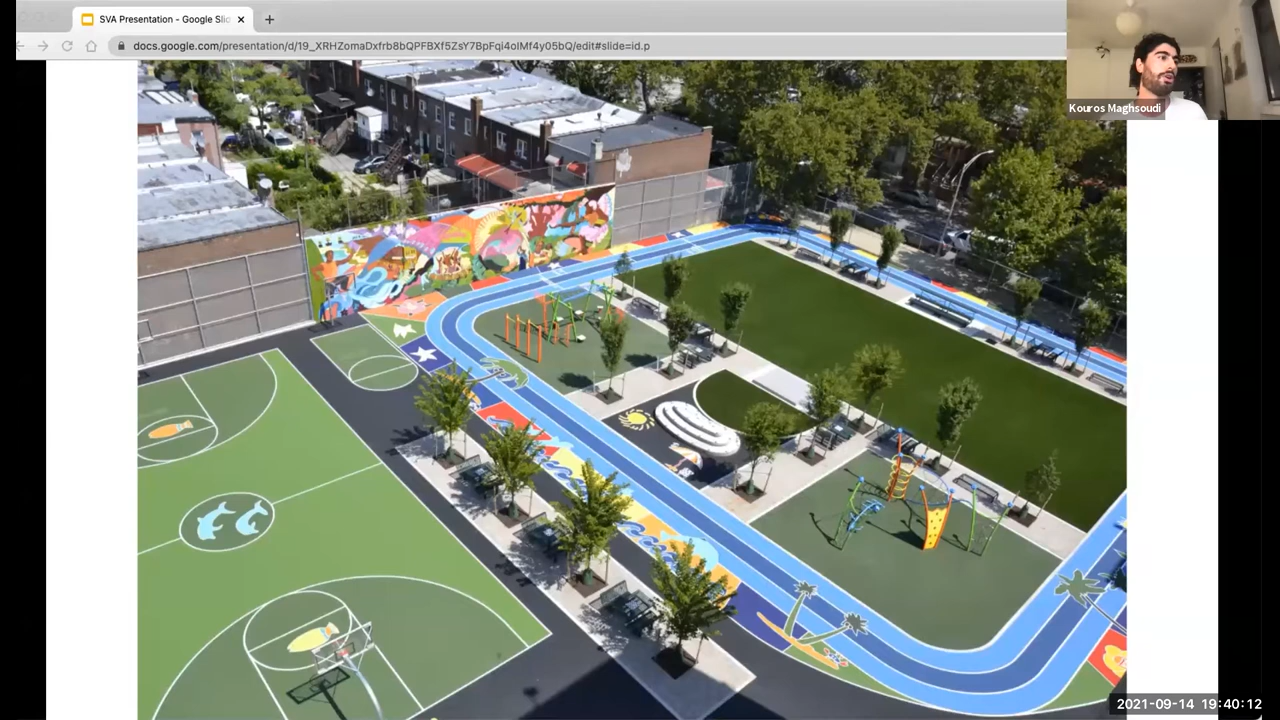 SVA Presentation - Google Slid
docs.google.com/presentation/d/19_XRHZomaDxfrb8bQPFBXf5ZsY7BpFqi4olMf4y05bQ/edit#slide=id.p
Kouros Maghsoudi
2021-09-14 19:40:12